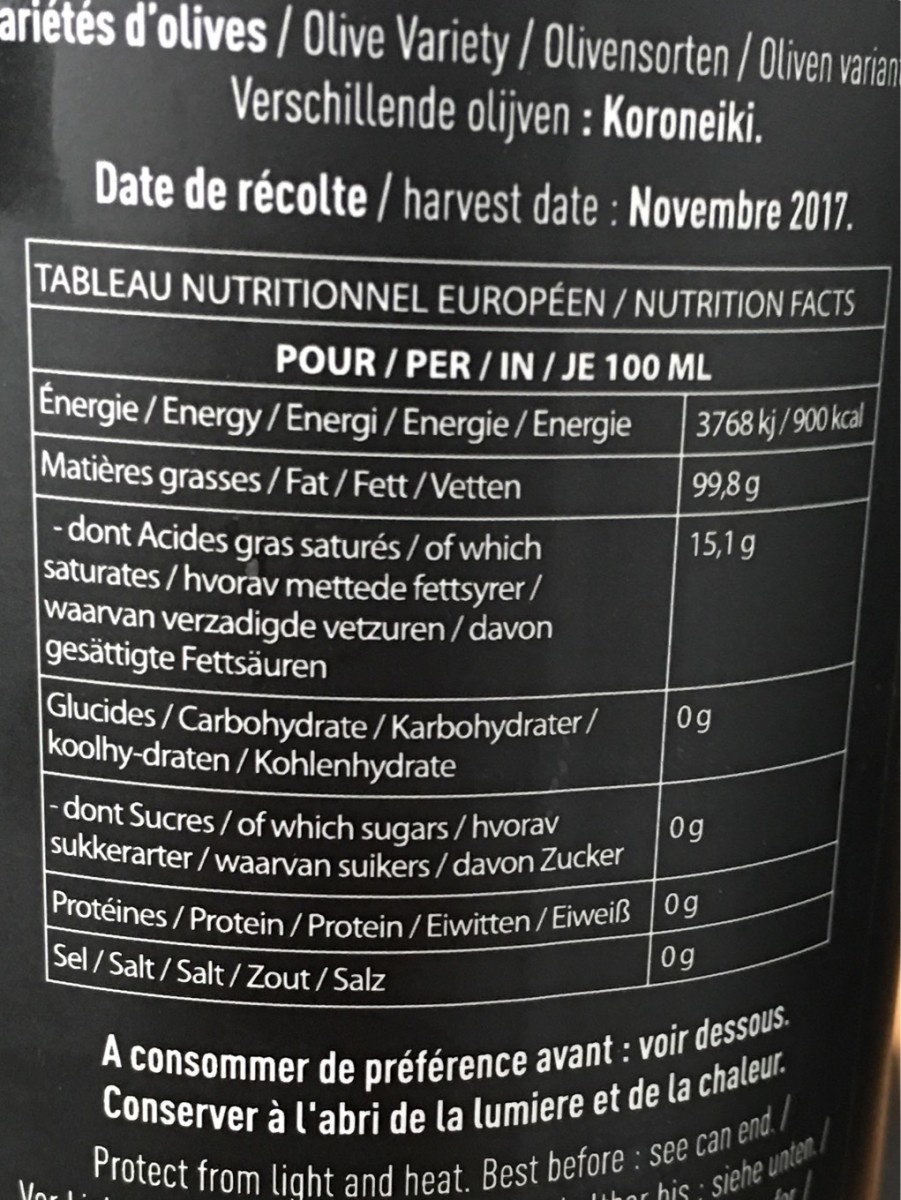 ariétés d'olives / Olive Variety / Olivensorten / Oliven variant
Verschillende olijven : Koroneiki.
Date de récolte / harvest date : Novembre 2017.
TABLEAU NUTRITIONNEL EUROPÉEN / NUTRITION FACTS
POUR / PER / IN / JE 100 ML
Énergie / Energy / Energi / Energie / Energie 3768 kj / 900 kcal
Matières grasses / Fat / Fett / Vetten 99,8 g
- dont Acides gras saturés / of which 15,1 g
saturates / hvorav mettede fettsyrer /
waarvan verzadigde vetzuren / davon
gesättigte Fettsäuren
Glucides / Carbohydrate / Karbohydrater / 0 g
koolhy-draten / Kohlenhydrate
- dont Sucres / of which sugars / hvorav 0 g
sukkerarter / waarvan suikers / davon Zucker
Protéines / Protein / Protein / Eiwitten / Eiweiß 0 g
Sel / Salt / Salt / Zout / Salz 0 g
A consommer de préférence avant : voir dessous.
Conserver à l'abri de la lumiere et de la chaleur.
Protect from light and heat. Best before : see can end. /
bis : siehe unten. /